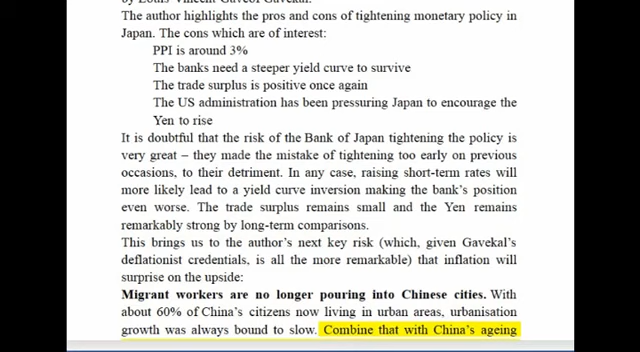 by Louis-Vincent Gave of Gavekal.
The author highlights the pros and cons of tightening monetary policy in
Japan. The cons which are of interest:
PPI is around 3%
The banks need a steeper yield curve to survive
The trade surplus is positive once again
The US administration has been pressuring Japan to encourage the
Yen to rise
It is doubtful that the risk of the Bank of Japan tightening the policy is
very great – they made the mistake of tightening too early on previous
occasions, to their detriment. In any case, raising short-term rates will
more likely lead to a yield curve inversion making the bank's position
even worse. The trade surplus remains small and the Yen remains
remarkably strong by long-term comparisons.
This brings us to the author's next key risk (which, given Gavekal's
deflationist credentials, is all the more remarkable) that inflation will
surprise on the upside:
Migrant workers are no longer pouring into Chinese cities. With
about 60% of China's citizens now living in urban areas, urbanisation
growth was always bound to slow. Combine that with China's ageing